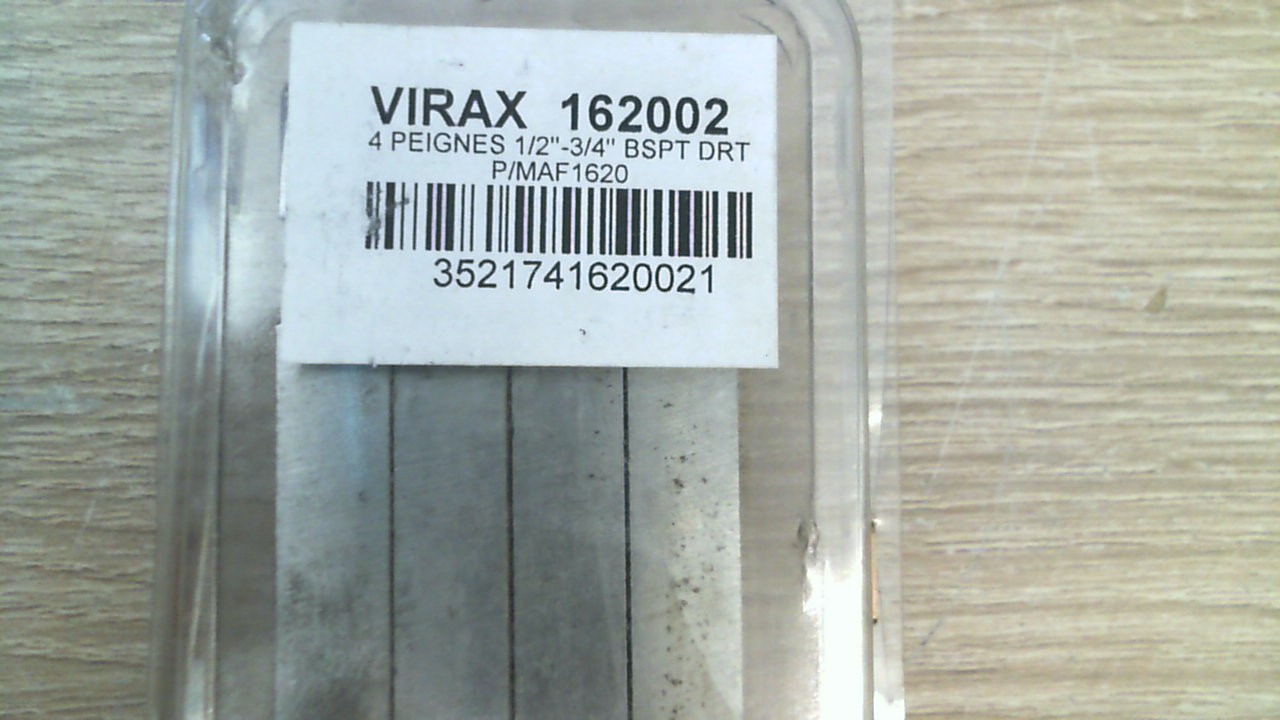 VIRAX 162002
4 PEIGNES 1/2"-3/4" BSPT DRT
P/MAF1620
3521741620021